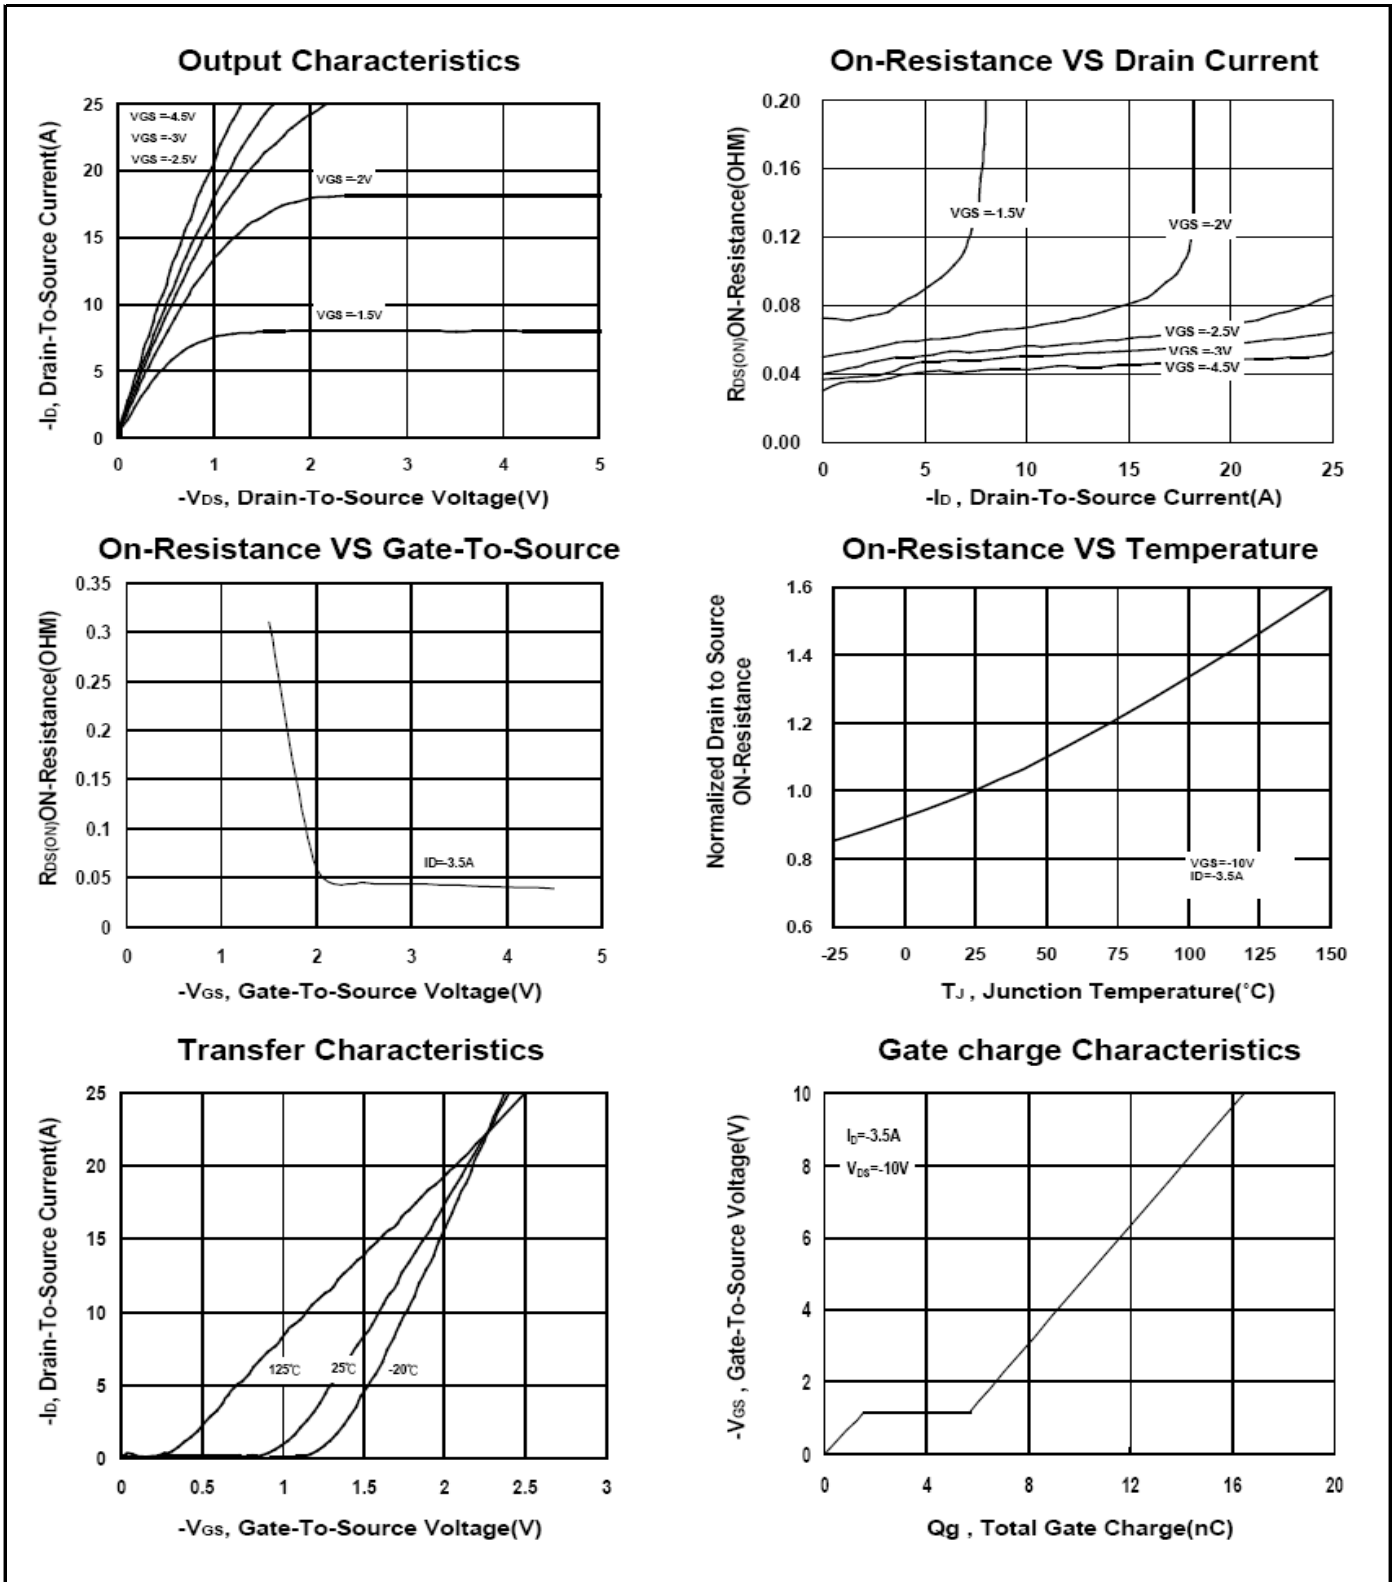 Output Characteristics
-ID, Drain-To-Source Current(A)
25
20
15
10
5
0
VGS =-4.5V
VGS =-3V
VGS =-2.5V
VGS =-2V
VGS =-1.5V
0 1 2 3 4 5
-VDS, Drain-To-Source Voltage(V)
On-Resistance VS Drain Current
RDS(ON)ON-Resistance(OHM)
0.20
0.16
0.12
0.08
0.04
0.00
VGS =-1.5V
VGS =-2V
VGS =-2.5V
VGS =-3V
VGS =-4.5V
0 5 10 15 20 25
-ID , Drain-To-Source Current(A)
On-Resistance VS Gate-To-Source
RDS(ON)ON-Resistance(OHM)
0.35
0.3
0.25
0.2
0.15
0.1
0.05
0
ID=-3.5A
0 1 2 3 4 5
-VGS, Gate-To-Source Voltage(V)
On-Resistance VS Temperature
Normalized Drain to Source
ON-Resistance
1.6
1.4
1.2
1.0
0.8
0.6
VGS=-10V
ID=-3.5A
-25 0 25 50 75 100 125 150
TJ , Junction Temperature(°C)
Transfer Characteristics
-ID, Drain-To-Source Current(A)
25
20
15
10
5
0
125℃ 25℃ -20℃
0 0.5 1 1.5 2 2.5 3
-VGS, Gate-To-Source Voltage(V)
Gate charge Characteristics
-VGS , Gate-To-Source Voltage(V)
10
8
6
4
2
0
ID=-3.5A
VDS=-10V
0 4 8 12 16 20
Qg , Total Gate Charge(nC)